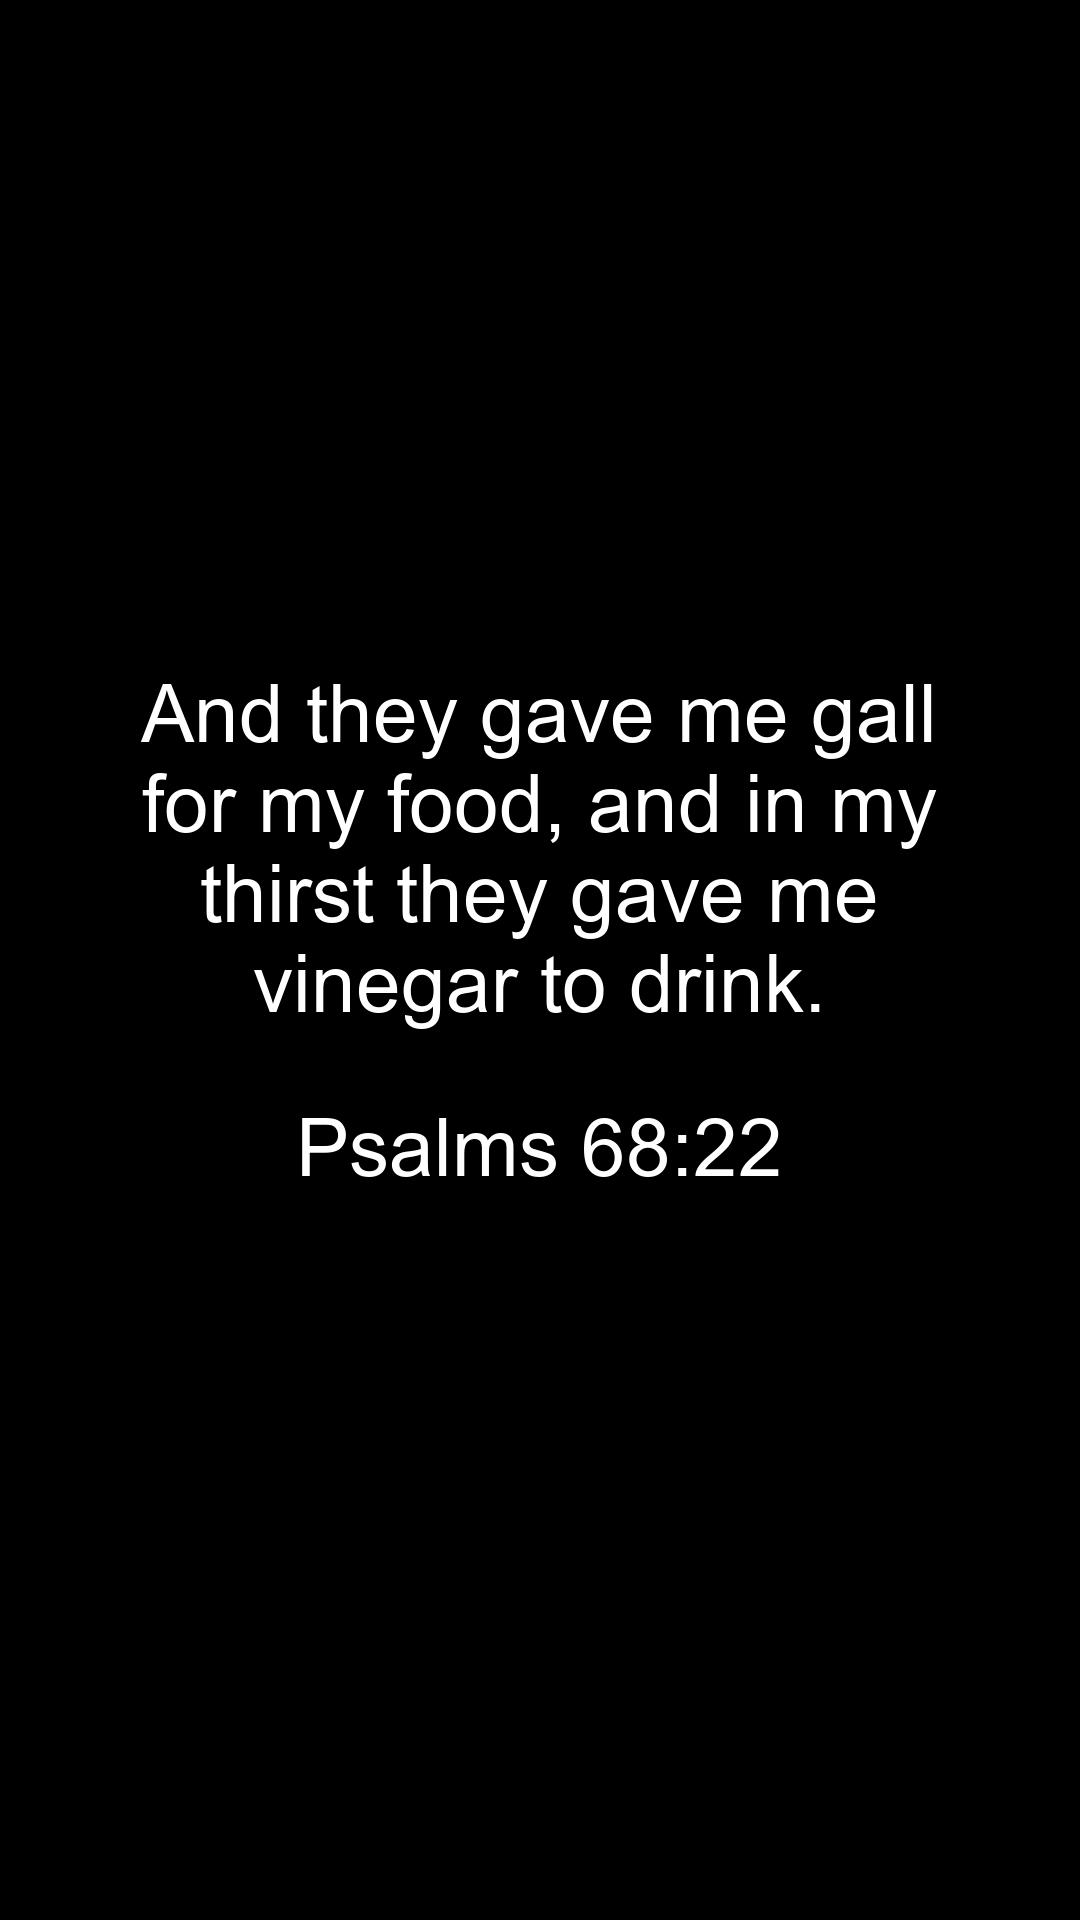 And they gave me gall
for my food, and in my
thirst they gave me
vinegar to drink.
Psalms 68:22